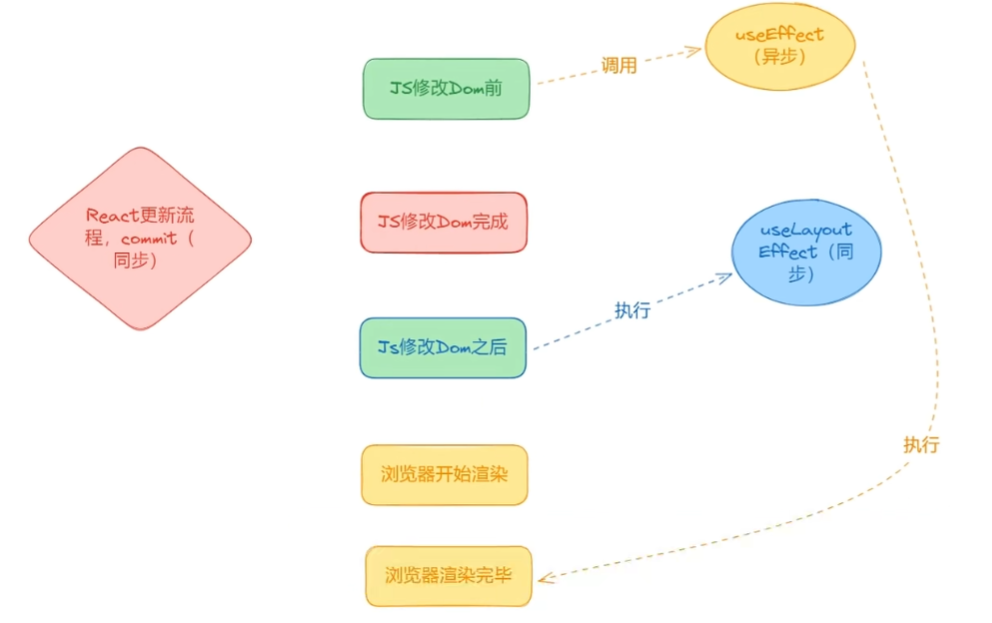 useEffect
（异步）
调用
JS修改Dom前
React更新流
程，commit（
同步）
JS修改Dom完成
useLayout
Effect（同
步）
执行
Js修改Dom之后
执行
浏览器开始渲染
浏览器渲染完毕